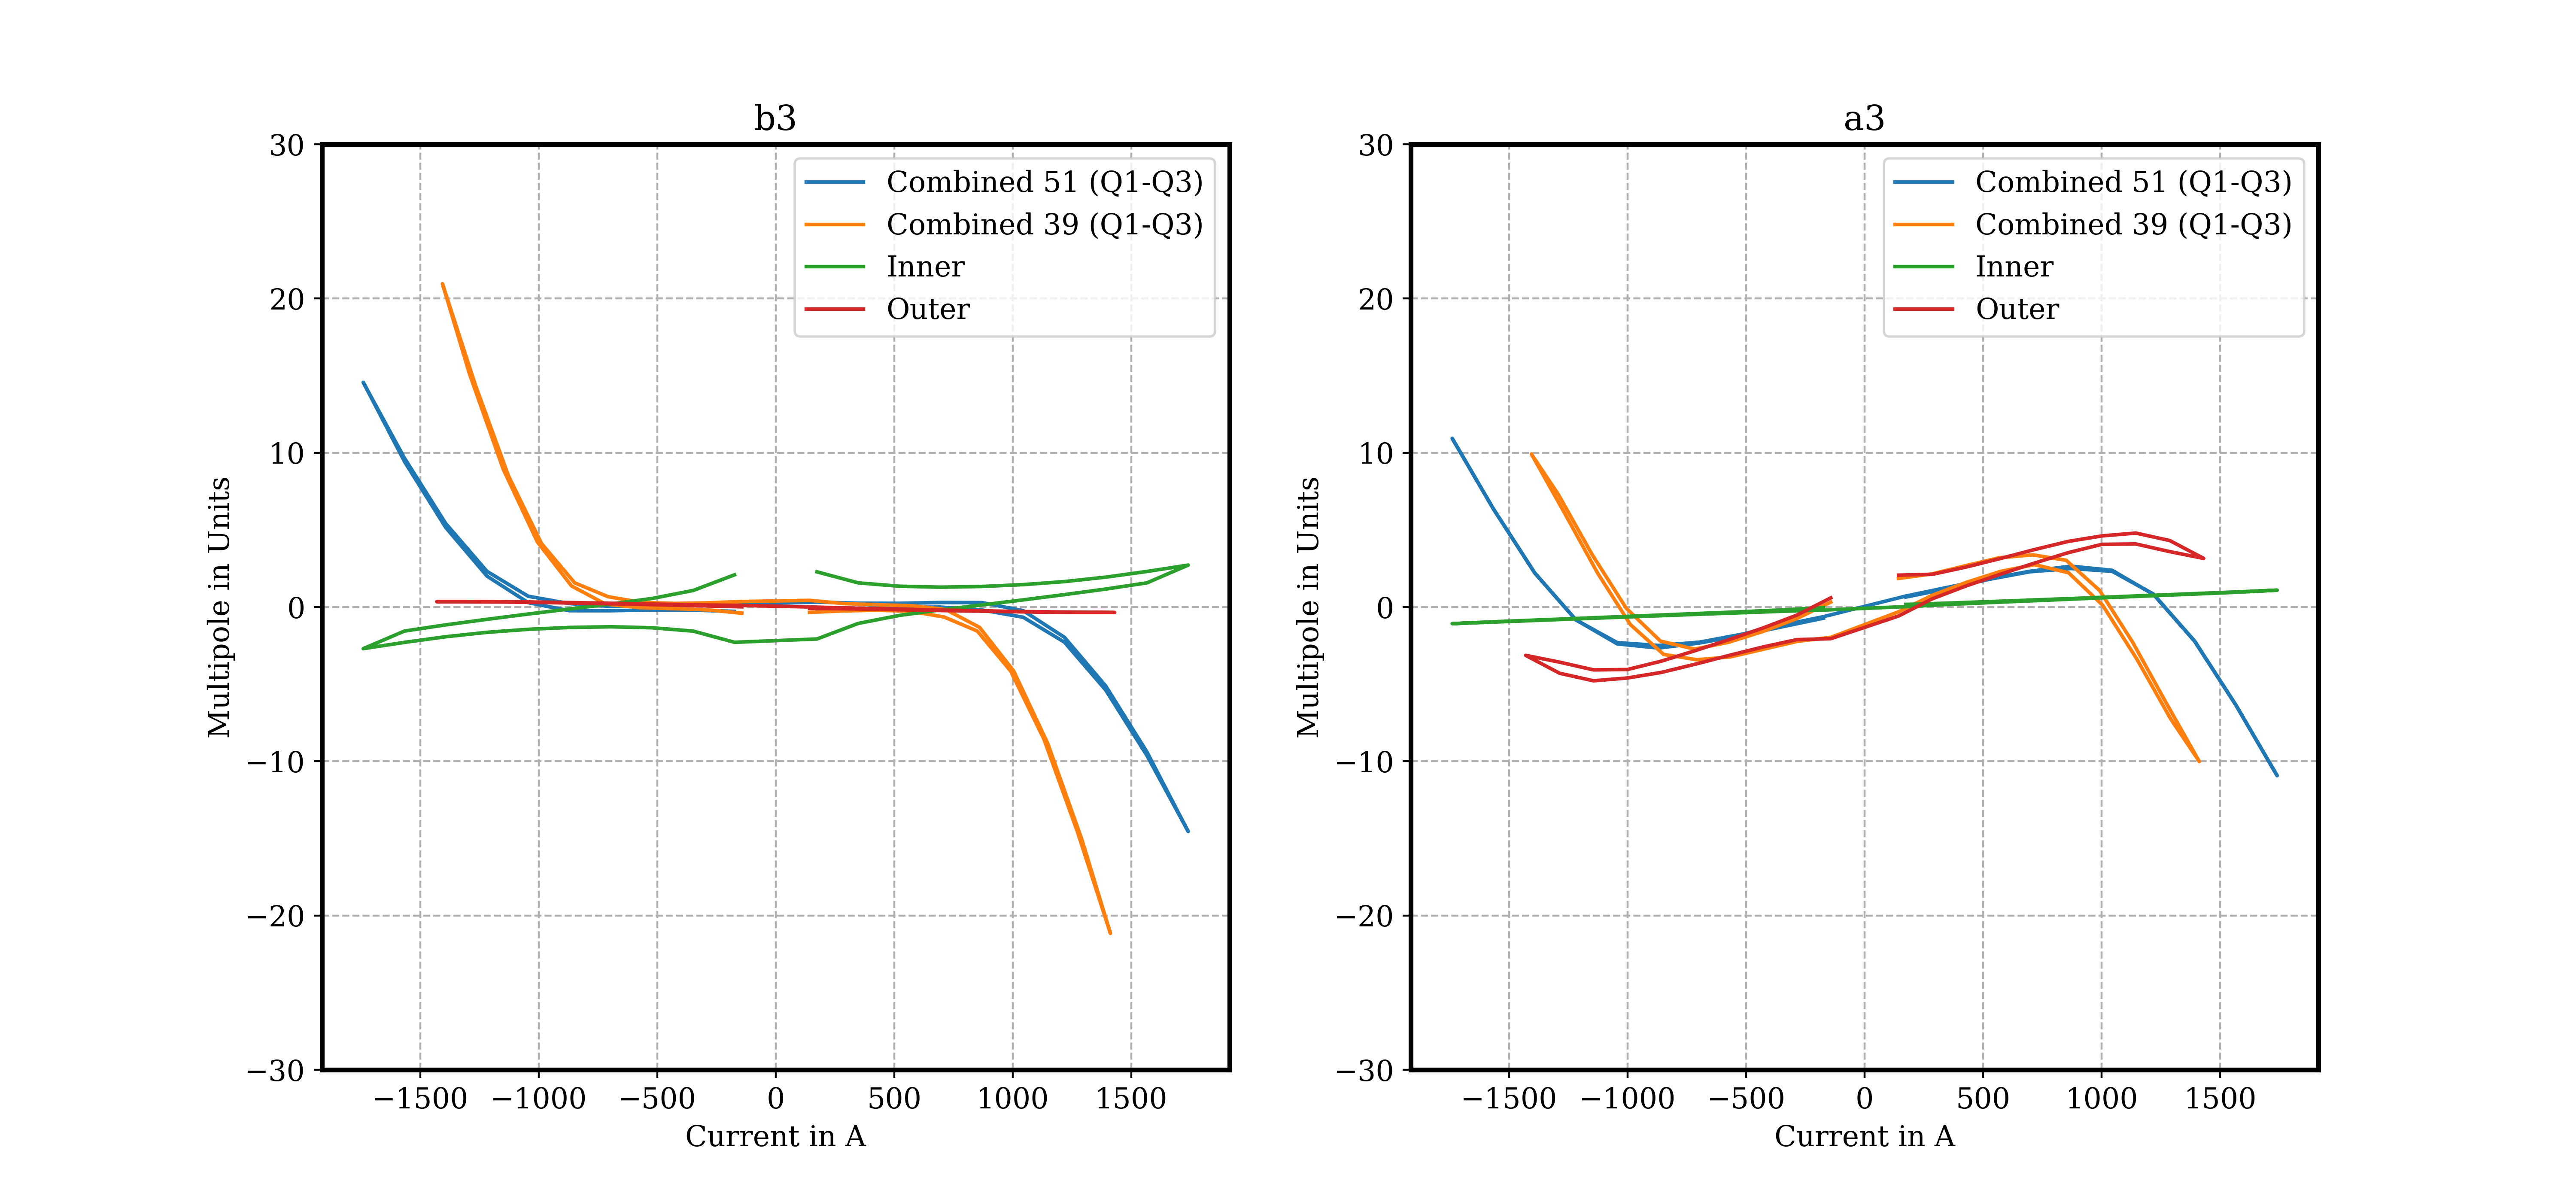 b3
30
20
10
0
−10
−20
−30
Multipole in Units
Combined 51 (Q1-Q3)
Combined 39 (Q1-Q3)
Inner
Outer
−1500 −1000 −500 0 500 1000 1500
Current in A
a3
30
20
10
0
−10
−20
−30
Multipole in Units
Combined 51 (Q1-Q3)
Combined 39 (Q1-Q3)
Inner
Outer
−1500 −1000 −500 0 500 1000 1500
Current in A